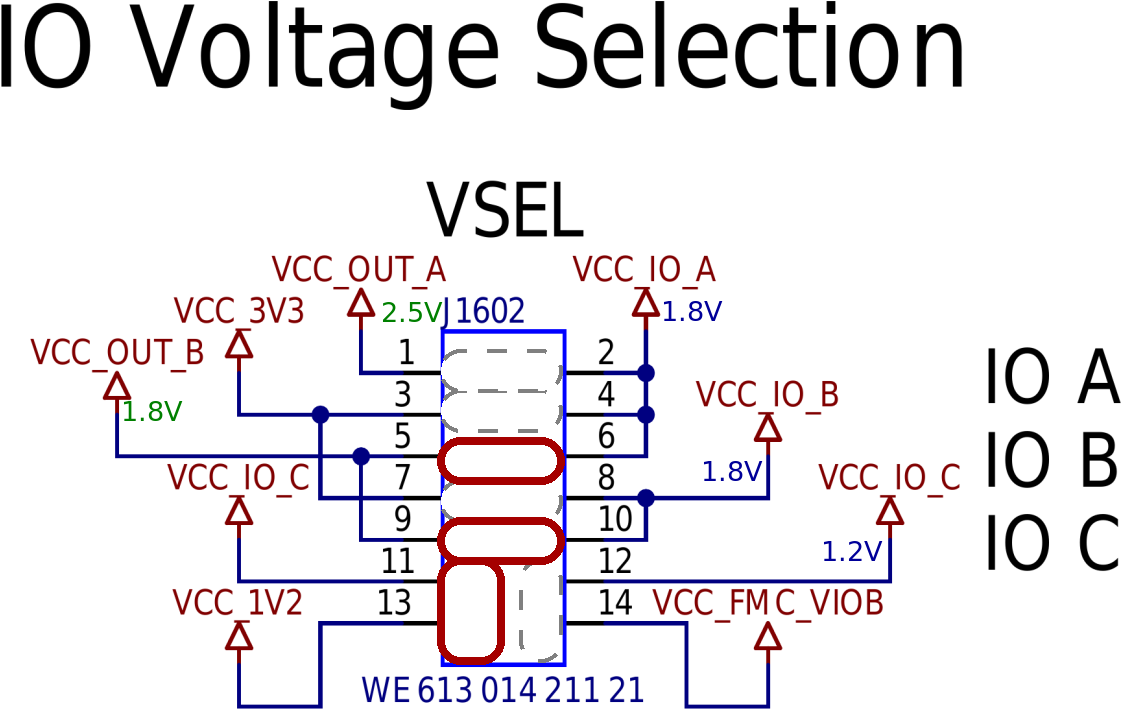 IO Voltage Selection
VSEL
VCC_OUT_A
VCC_IO_A
VCC_3V3
2.5V
J1602
1.8V
VCC_OUT_B
1
2
IO A
1.8V
3
4
VCC_IO_B
5
6
IO B
VCC_IO_C
7
8
1.8V
VCC_IO_C
9
10
IO C
11
12
1.2V
VCC_1V2
13
14
VCC_FMC_VIOB
WE 613 014 211 21